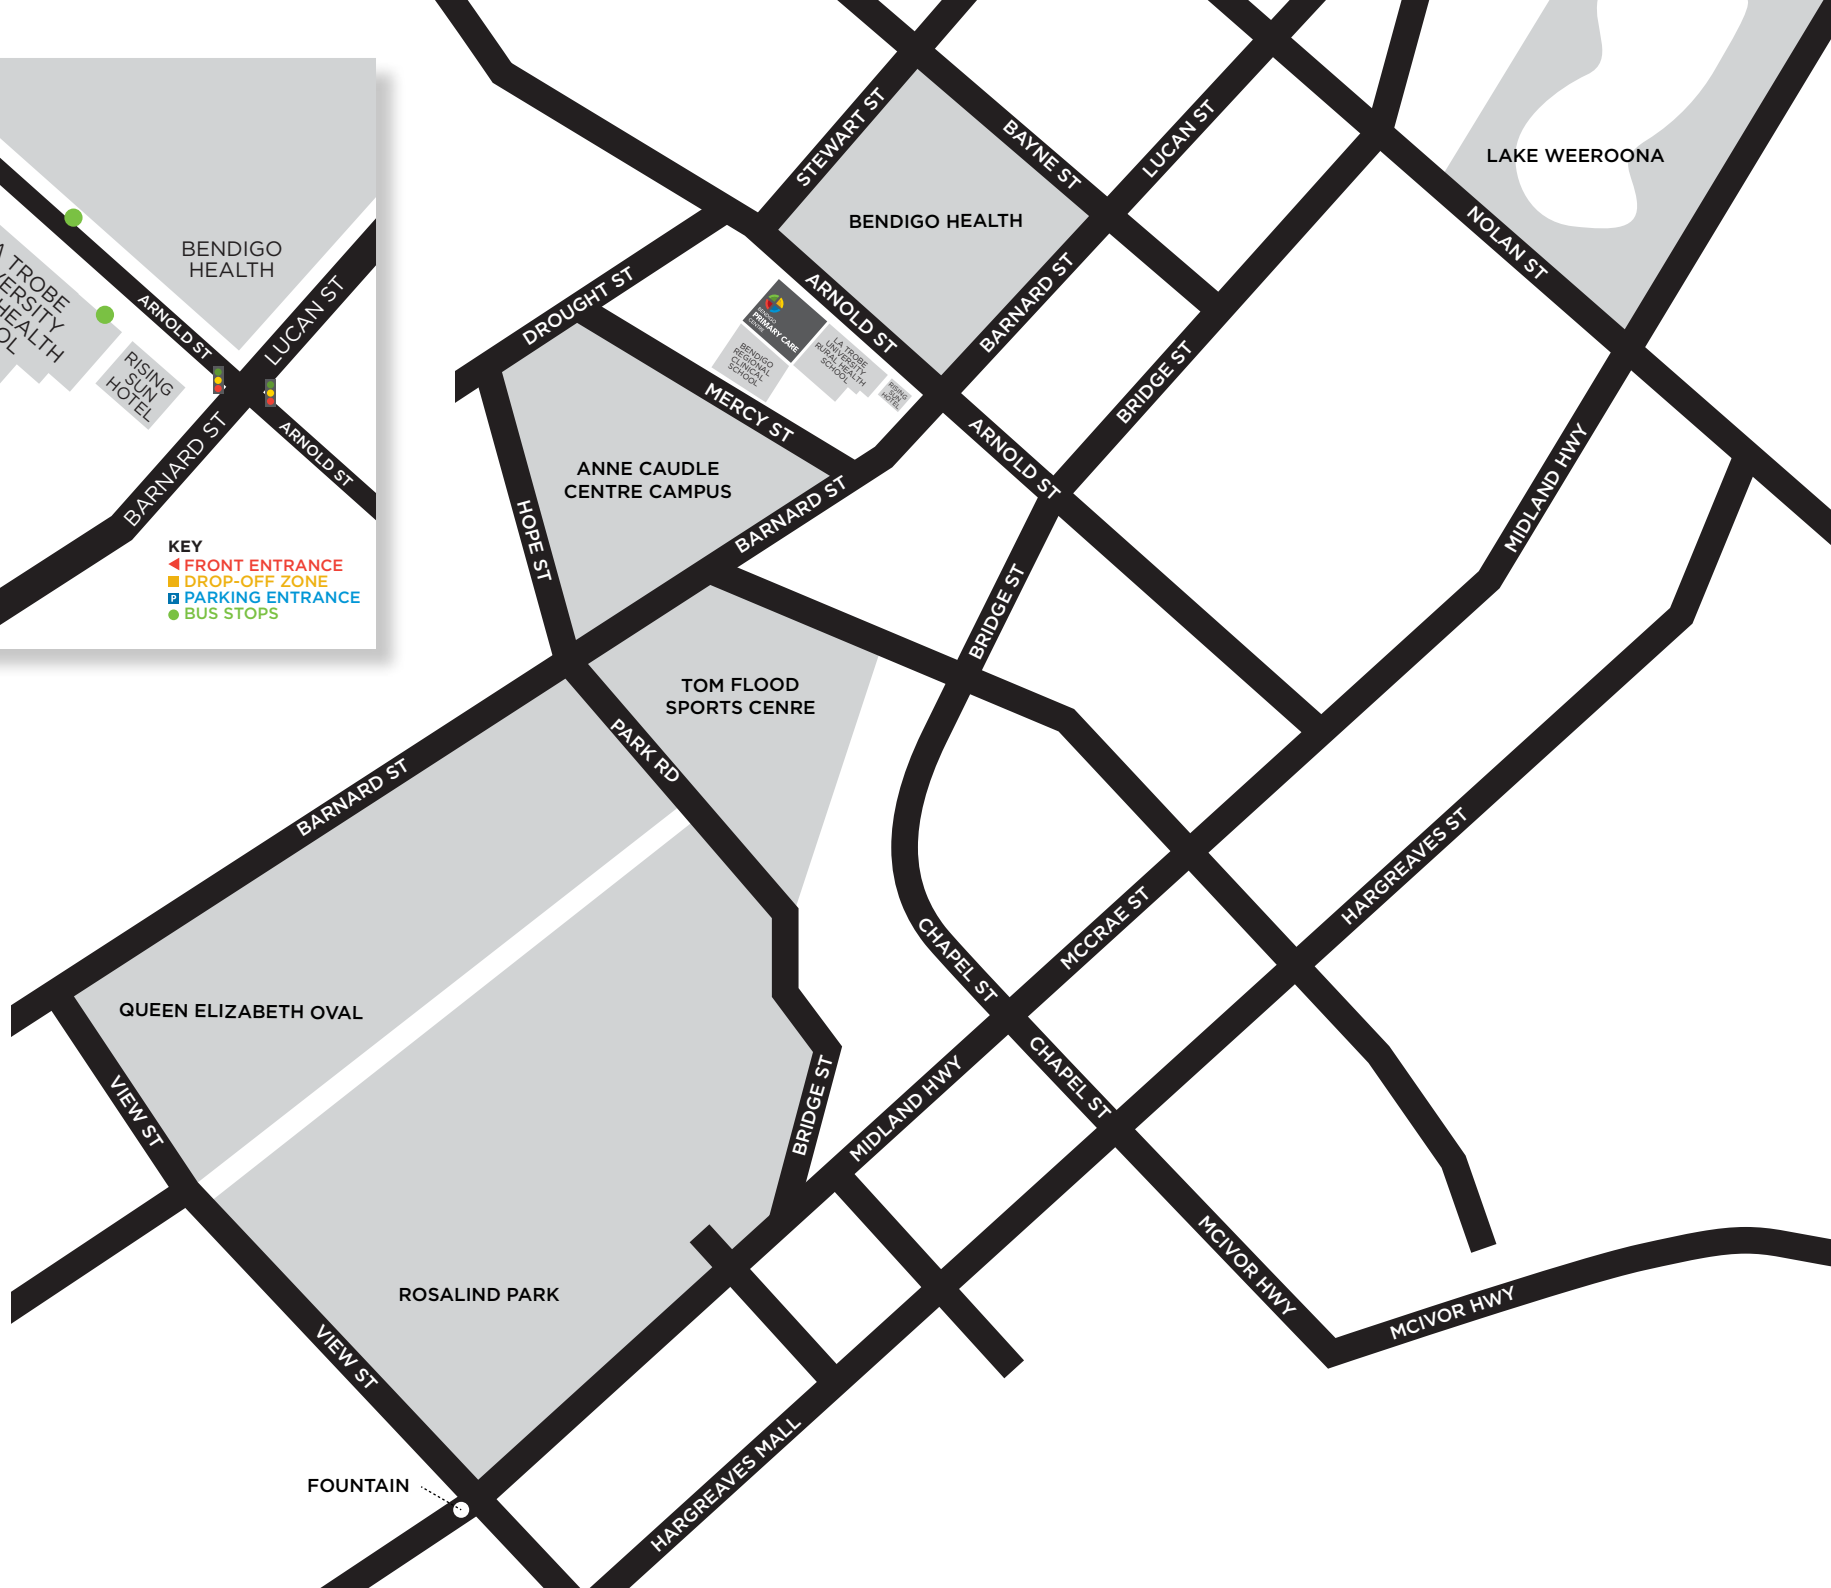 BENDIGO
HEALTH
A TROBE
ERSITY
HEALTH
OL
RISING
SUN
HOTEL
ARNOLD ST
LUCAN ST
BARNARD ST
ARNOLD ST
KEY
FRONT ENTRANCE
DROP-OFF ZONE
P PARKING ENTRANCE
BUS STOPS
STEWART ST
BAYNE ST
LUCAN ST
LAKE WEEROONA
NOLAN ST
BENDIGO HEALTH
DROUGHT ST
ARNOLD ST
BARNARD ST
BENDIGO
PRIMARY CARE
CENTRE
BENDIGO
REGIONAL
CLINICAL
SCHOOL
LA TROBE
UNIVERSITY
RURAL HEALTH
SCHOOL
RISING
SUN
HOTEL
MERCY ST
BRIDGE ST
ARNOLD ST
ANNE CAUDLE
CENTRE CAMPUS
HOPE ST
BARNARD ST
MIDLAND HWY
BRIDGE ST
TOM FLOOD
SPORTS CENRE
PARK RD
BARNARD ST
HARGREAVES ST
MCCRAE ST
CHAPEL ST
QUEEN ELIZABETH OVAL
VIEW ST
BRIDGE ST
MIDLAND HWY
CHAPEL ST
MCIVOR HWY
MCIVOR HWY
ROSALIND PARK
VIEW ST
FOUNTAIN
HARGREAVES MALL